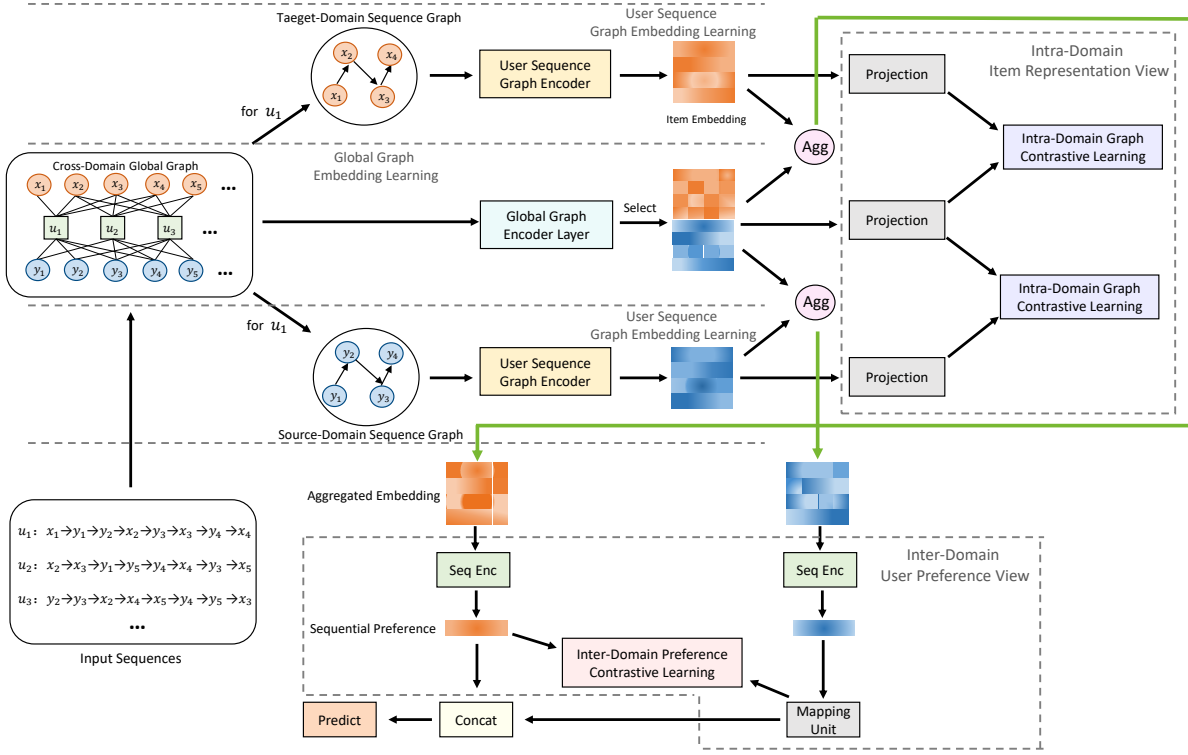 Taeget-Domain Sequence Graph
x₂ x₄
x₁ x₃
for u₁
User Sequence
Graph Encoder
User Sequence
Graph Embedding Learning
Item Embedding
Agg
Intra-Domain
Item Representation View
Projection
Intra-Domain Graph
Contrastive Learning
Cross-Domain Global Graph
x₁ x₂ x₃ x₄ x₅ ...
u₁ u₂ u₃ ...
y₁ y₂ y₃ y₄ y₅ ...
Global Graph
Embedding Learning
Global Graph
Encoder Layer
Select
Projection
Intra-Domain Graph
Contrastive Learning
Agg
for u₁
y₂ y₄
y₁ y₃
Source-Domain Sequence Graph
User Sequence
Graph Encoder
User Sequence
Graph Embedding Learning
Projection
u₁: x₁→y₁→y₂→x₂→y₃→x₃→y₄→x₄
u₂: x₂→x₃→y₁→y₅→y₄→x₄→y₃→x₅
u₃: y₂→y₃→x₂→x₄→x₅→y₄→y₅→x₃
...
Input Sequences
Aggregated Embedding
Inter-Domain
User Preference View
Seq Enc
Seq Enc
Sequential Preference
Inter-Domain Preference
Contrastive Learning
Predict
Concat
Mapping
Unit